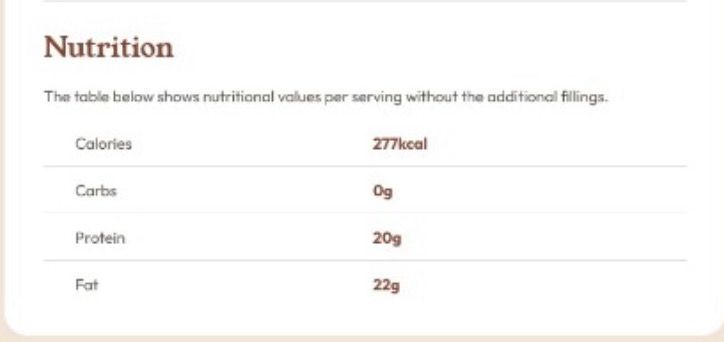 Nutrition
The table below shows nutritional values per serving without the additional fillings.
Calories 277kcal
Carbs 0g
Protein 20g
Fat 22g